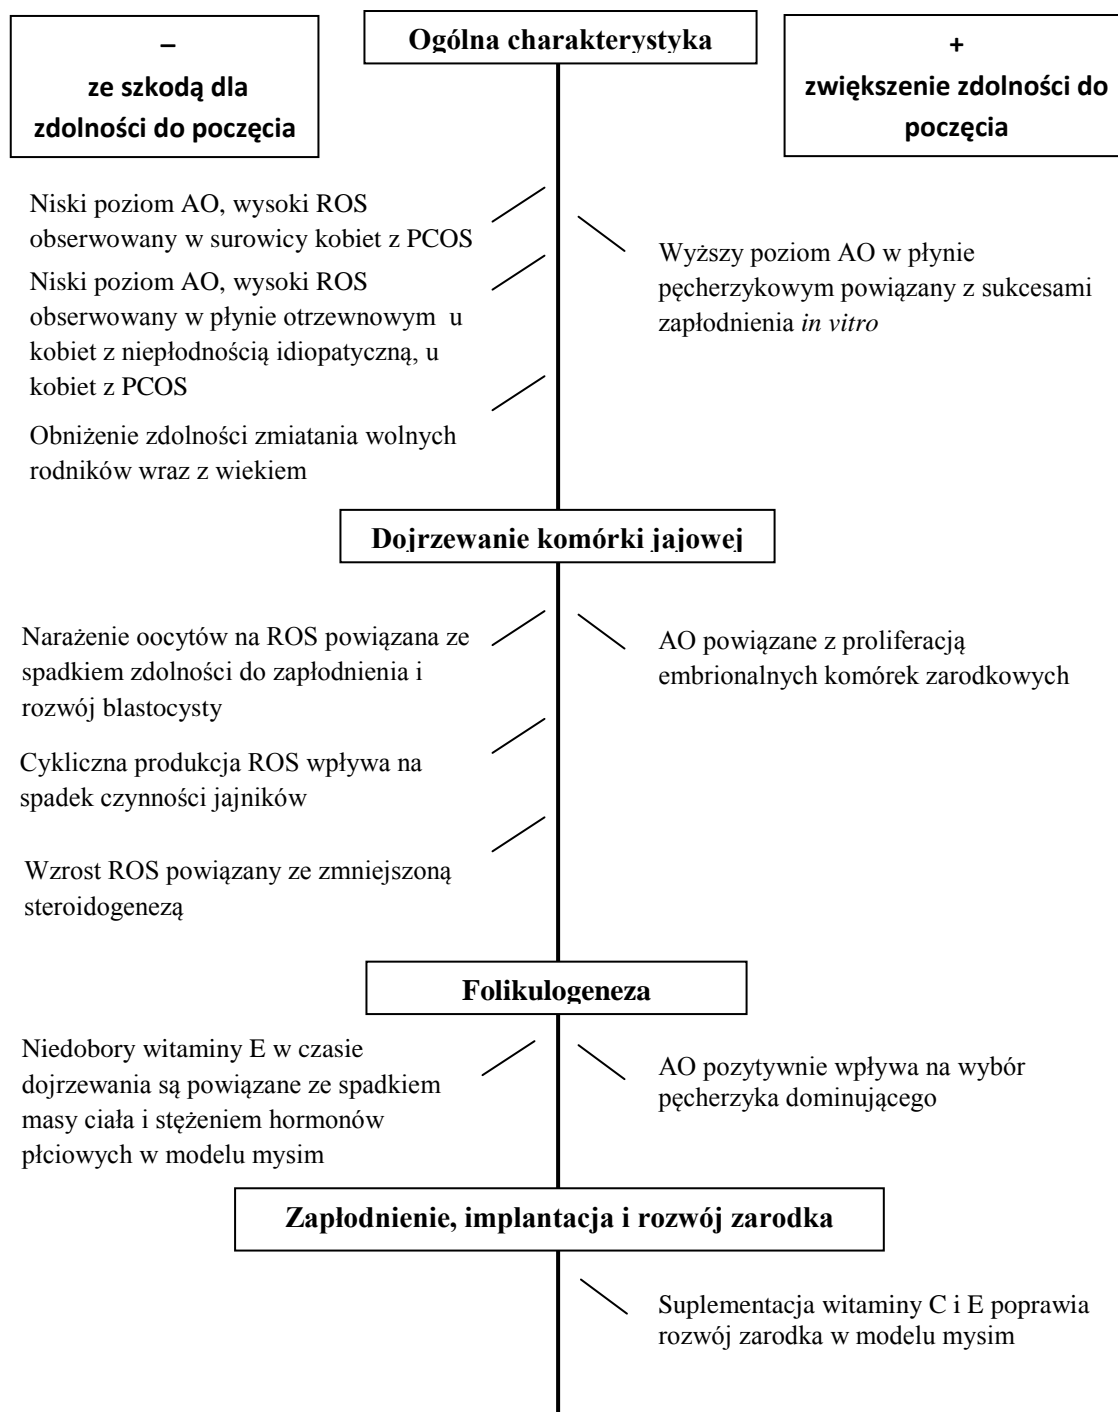 –
ze szkodą dla
zdolności do poczęcia
Ogólna charakterystyka
+
zwiększenie zdolności do
poczęcia
Niski poziom AO, wysoki ROS
obserwowany w surowicy kobiet z PCOS
Niski poziom AO, wysoki ROS
obserwowany w płynie otrzewnowym u
kobiet z niepłodnością idiopatyczną, u
kobiet z PCOS
Obniżenie zdolności zmiatania wolnych
rodników wraz z wiekiem
Wyższy poziom AO w płynie
pęcherzykowym powiązany z sukcesami
zapłodnienia in vitro
Dojrzewanie komórki jajowej
Narażenie oocytów na ROS powiązana ze
spadkiem zdolności do zapłodnienia i
rozwój blastocysty
Cykliczna produkcja ROS wpływa na
spadek czynności jajników
Wzrost ROS powiązany ze zmniejszoną
steroidogenezą
AO powiązane z proliferacją
embrionalnych komórek zarodkowych
Folikulogeneza
Niedobory witaminy E w czasie
dojrzewania są powiązane ze spadkiem
masy ciała i stężeniem hormonów
płciowych w modelu mysim
AO pozytywnie wpływa na wybór
pęcherzyka dominującego
Zapłodnienie, implantacja i rozwój zarodka
Suplementacja witaminy C i E poprawia
rozwój zarodka w modelu mysim